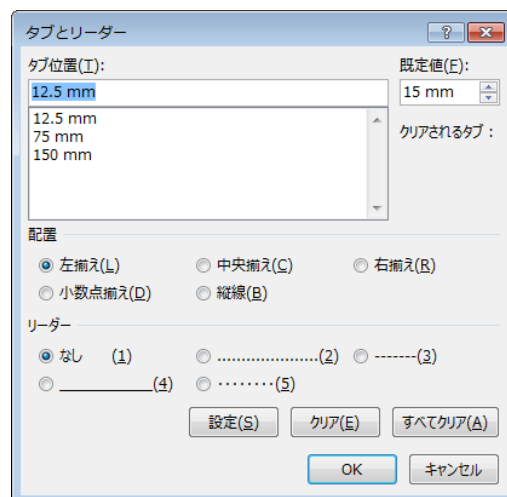 タブとリーダー
タブ位置(T): 既定値(F):
12.5 mm 15 mm
12.5 mm
75 mm
150 mm
クリアされるタブ：
配置
左揃え(L) 中央揃え(C) 右揃え(R)
小数点揃え(D) 縦線(B)
リーダー
なし (1) .....................(2) -------(3)
____________(4) ········(5)
設定(S) クリア(E) すべてクリア(A)
OK キャンセル